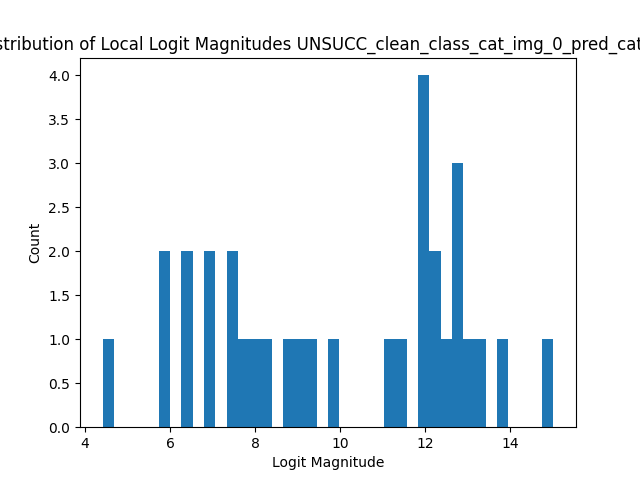 stribution of Local Logit Magnitudes UNSUCC_clean_class_cat_img_0_pred_cat
4.0
3.5
3.0
2.5
2.0
1.5
1.0
0.5
0.0
Count
4 6 8 10 12 14
Logit Magnitude